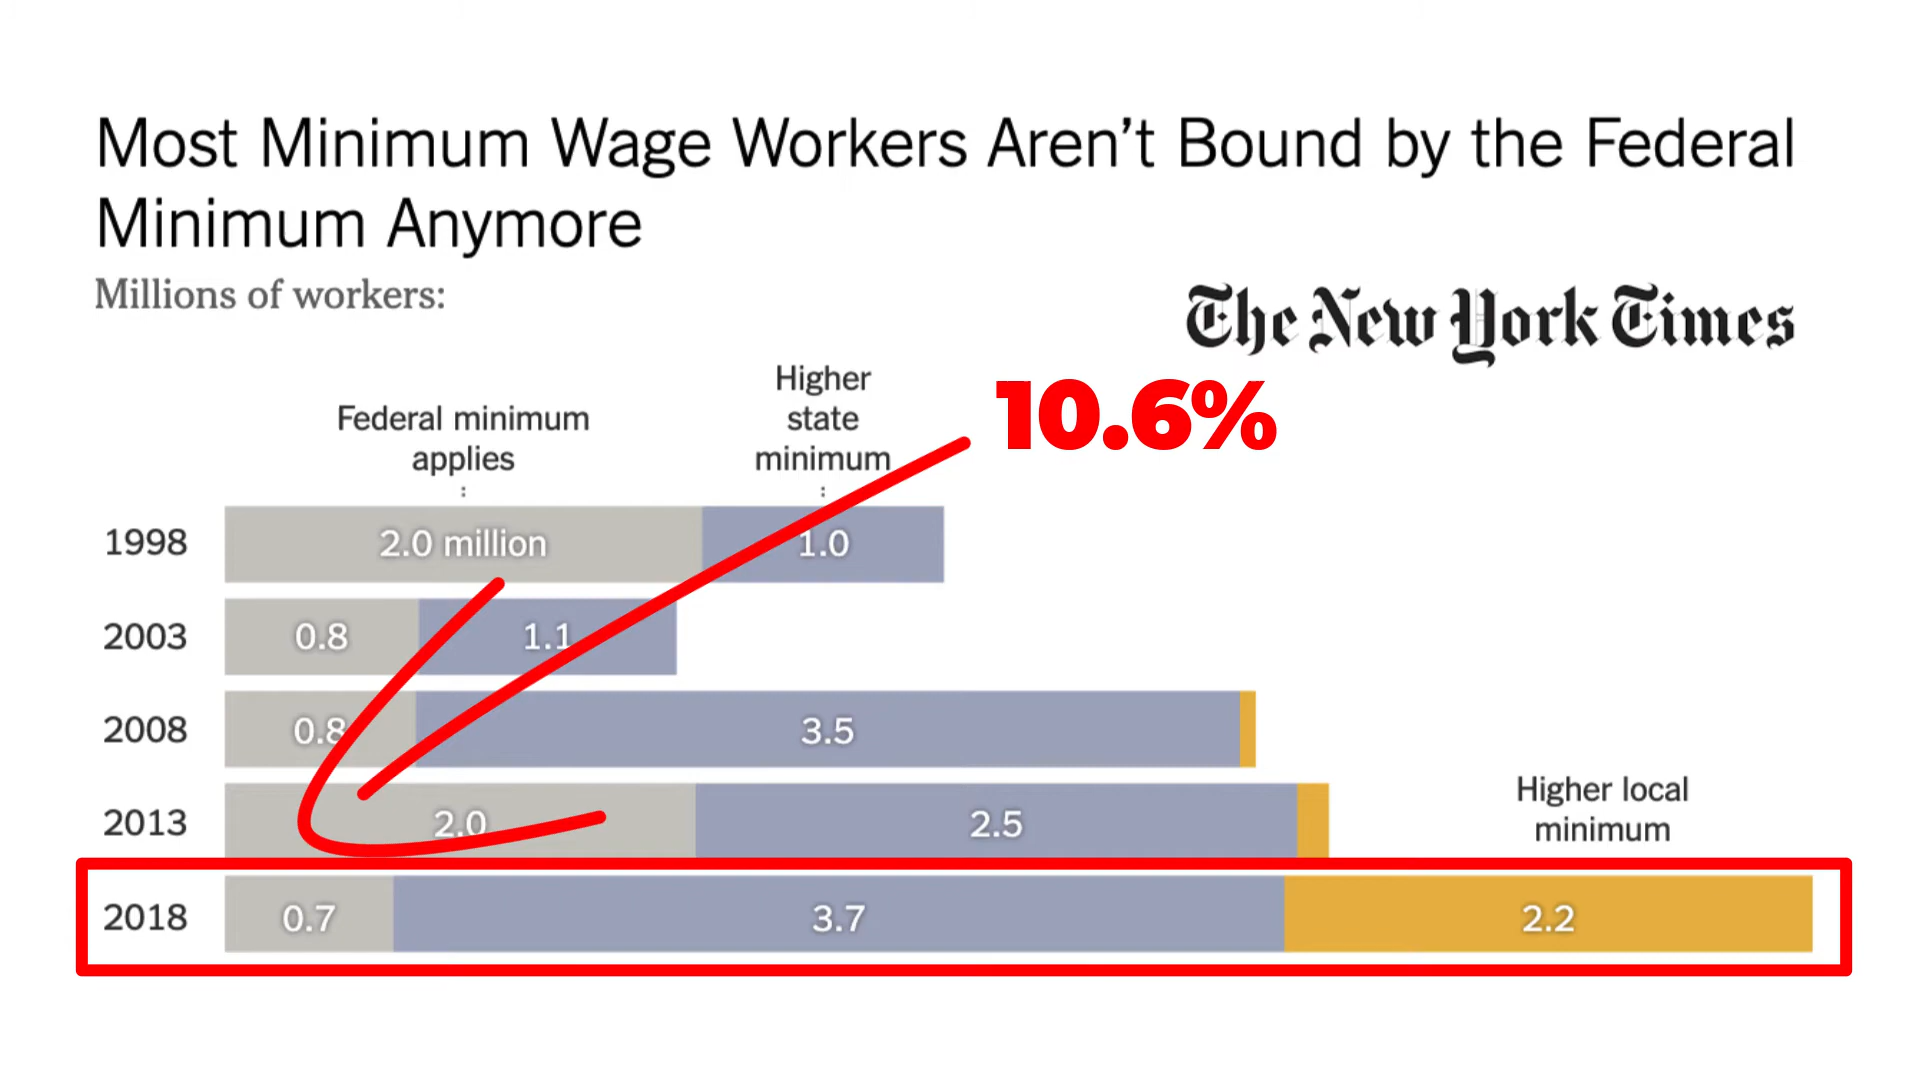 Most Minimum Wage Workers Aren’t Bound by the Federal
Minimum Anymore
Millions of workers:
The New York Times
10.6%
Federal minimum
applies
Higher
state
minimum
1998 2.0 million 1.0
2003 0.8 1.1
2008 0.8 3.5
2013 2.0 2.5
Higher local
minimum
2018 0.7 3.7 2.2